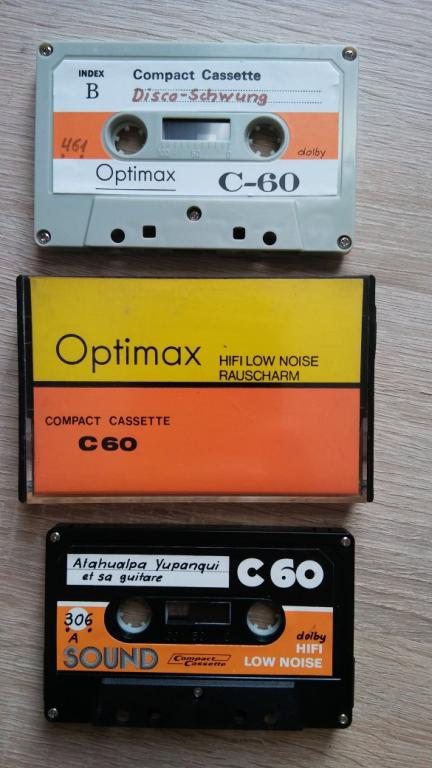 INDEX
B
Compact Cassette
Disco-Schwung
461
dolby
Optimax
C-60
Optimax
HIFI LOW NOISE
RAUSCHARM
COMPACT CASSETTE
C60
Atahualpa Yupanqui
et sa guitare
C60
306
A
SOUND
Compact
Cassette
dolby
HIFI
LOW NOISE